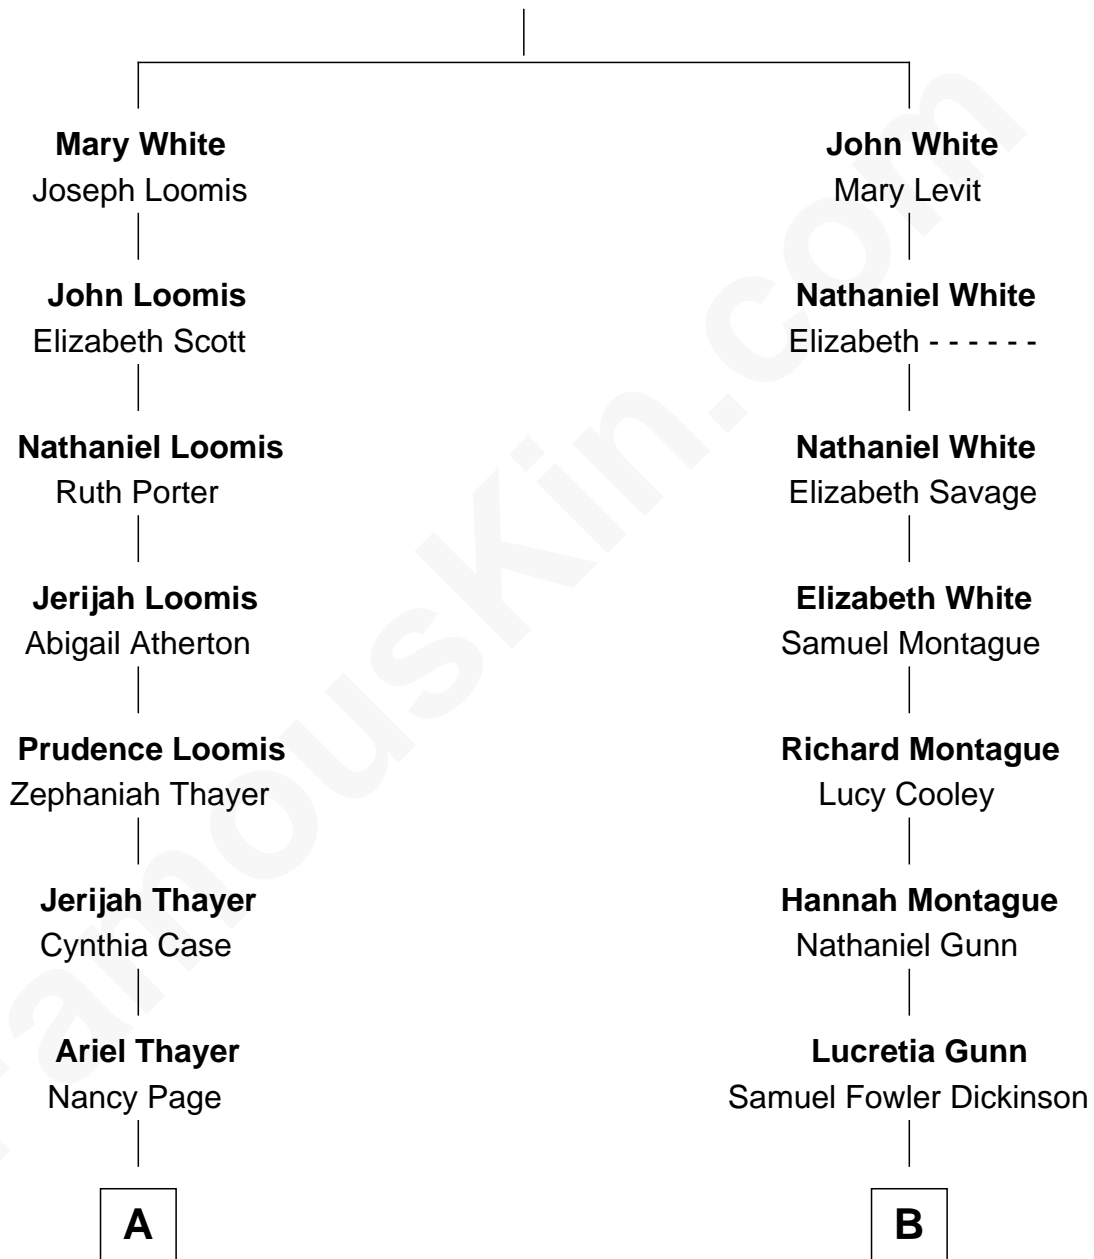 Mary White
Joseph Loomis
John Loomis
Elizabeth Scott
Nathaniel Loomis
Ruth Porter
Jerijah Loomis
Abigail Atherton
Prudence Loomis
Zephaniah Thayer
Jerijah Thayer
Cynthia Case
Ariel Thayer
Nancy Page
A
John White
Mary Levit
Nathaniel White
Elizabeth - - - - - -
Nathaniel White
Elizabeth Savage
Elizabeth White
Samuel Montague
Richard Montague
Lucy Cooley
Hannah Montague
Nathaniel Gunn
Lucretia Gunn
Samuel Fowler Dickinson
B
FamousKin.com